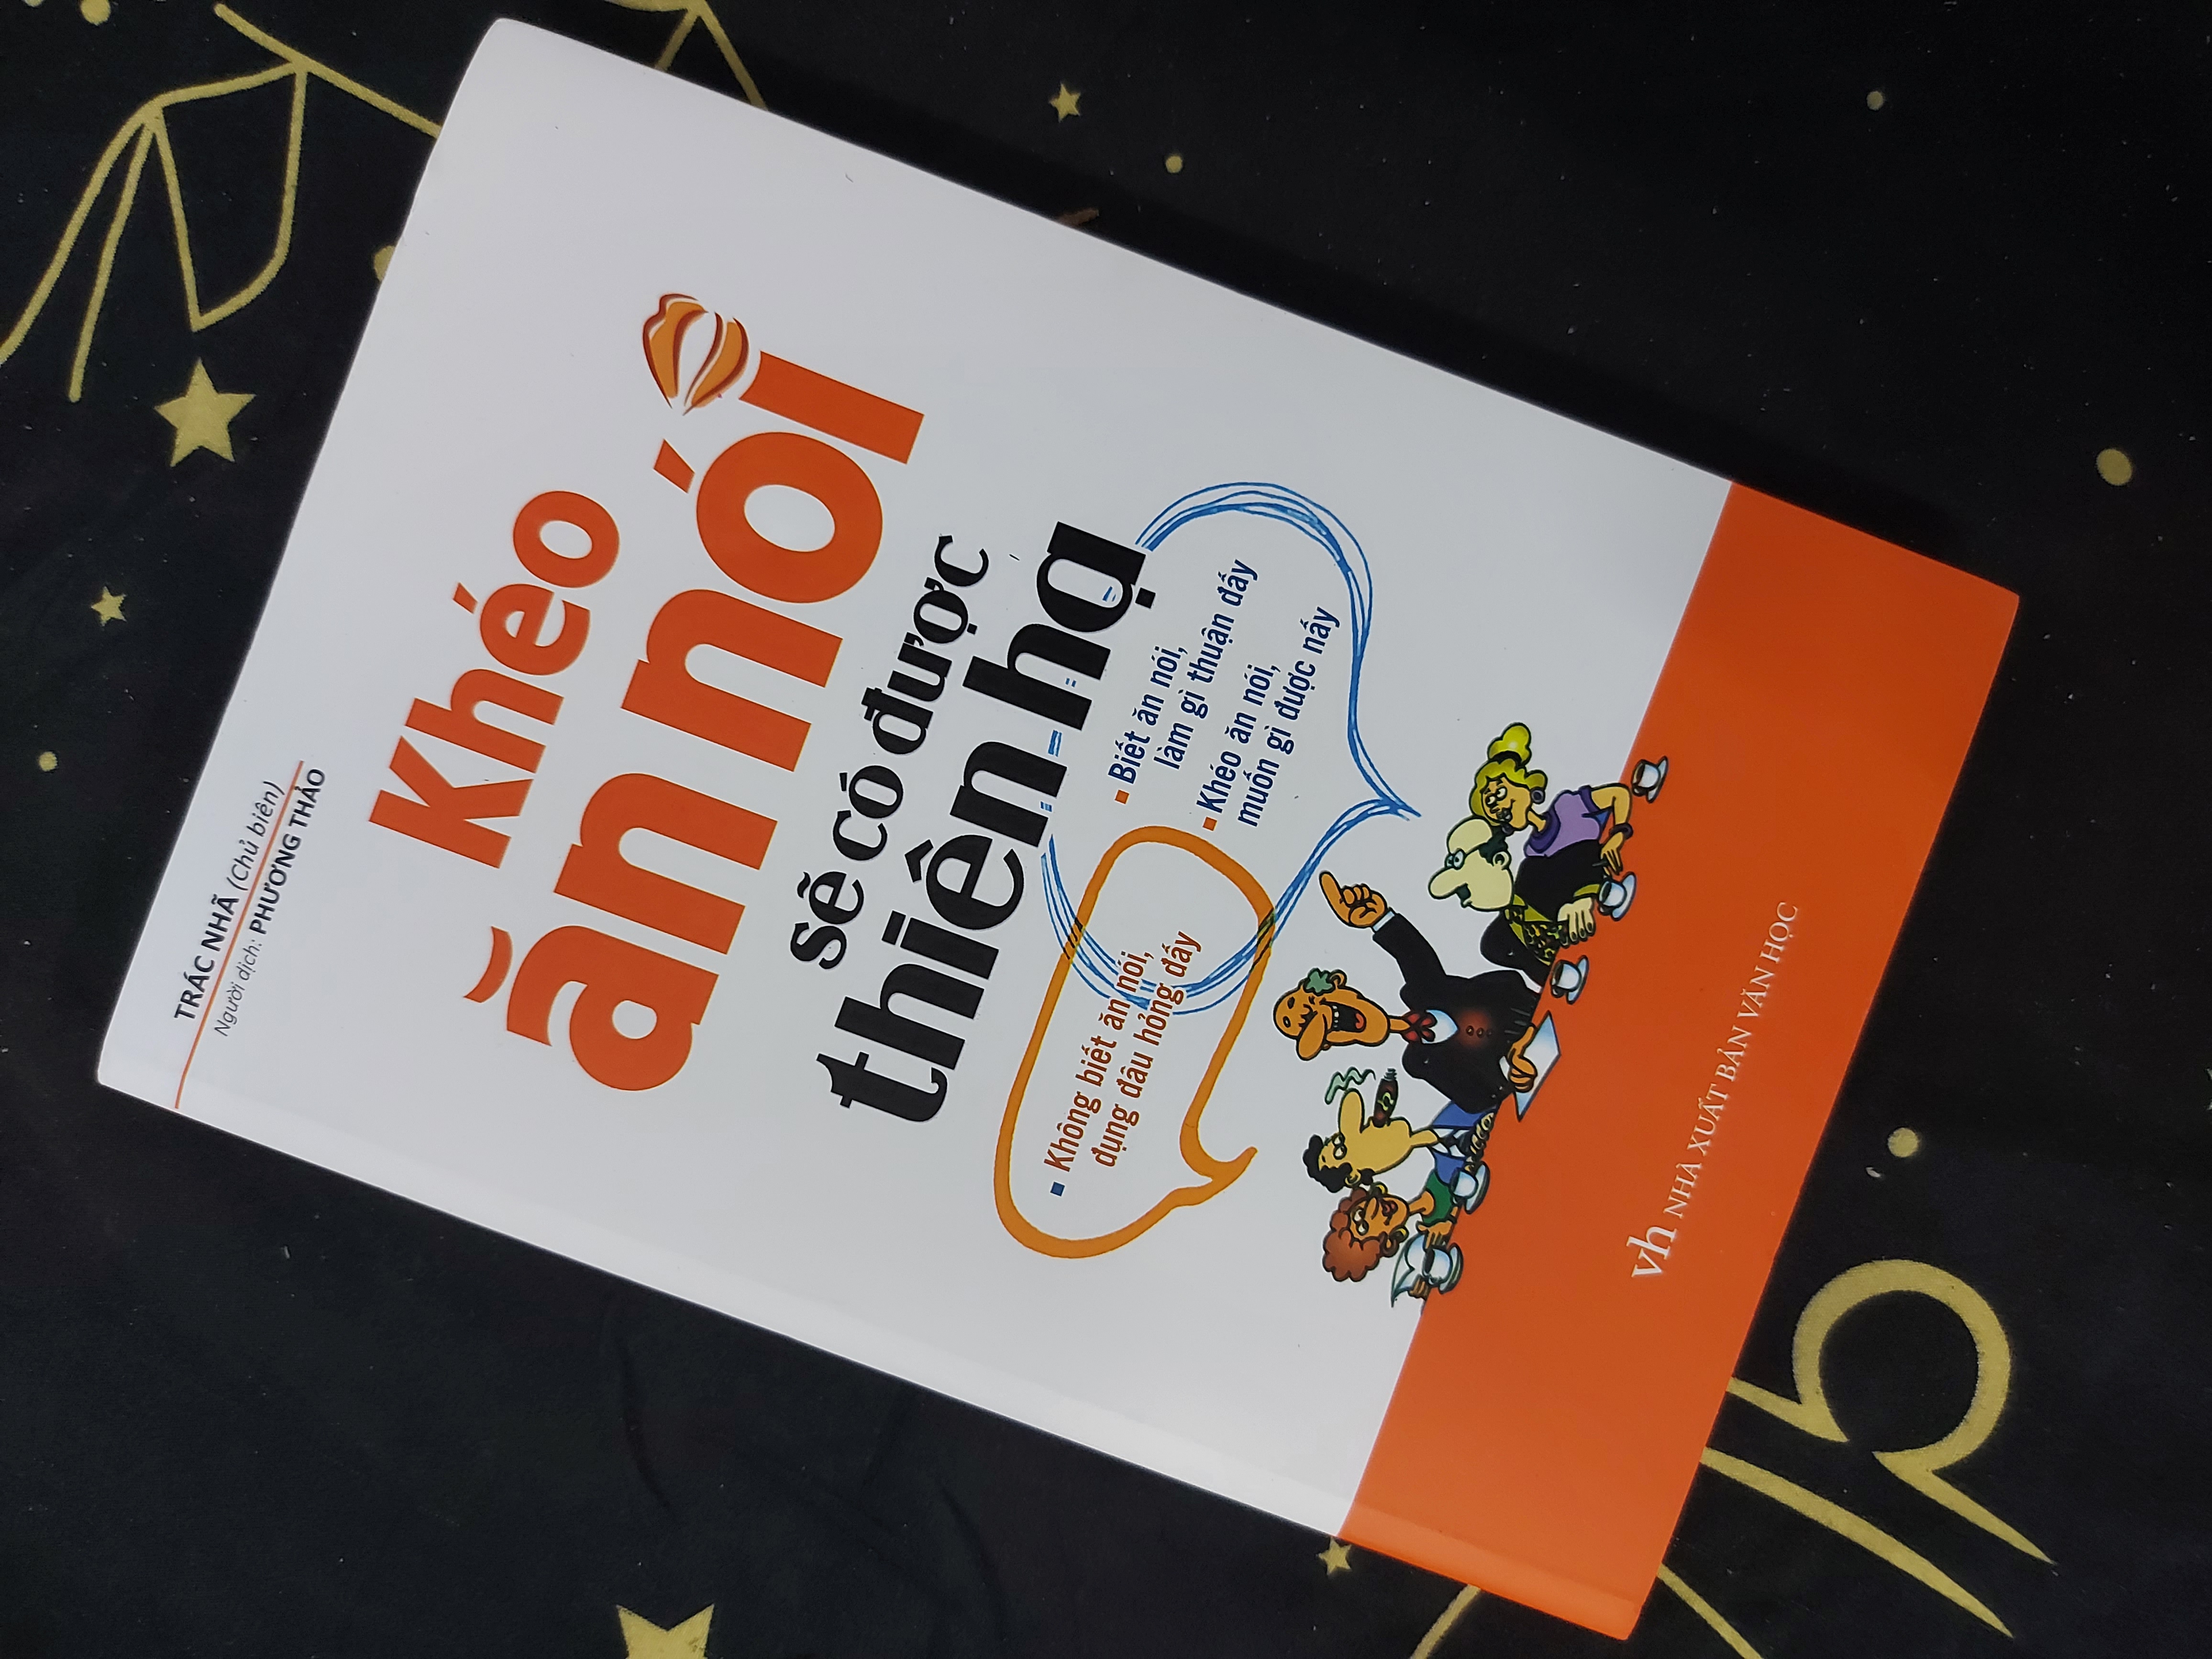 TRÁC NHÃ (Chủ biên)
Người dịch: PHƯƠNG THẢO
Khéo
ăn nói
sẽ có được
thiên hạ
Không biết ăn nói,
đụng đâu hỏng đấy
Biết ăn nói,
làm gì thuận đấy
Khéo ăn nói,
muốn gì được nấy
vh NHÀ XUẤT BẢN VĂN HỌC